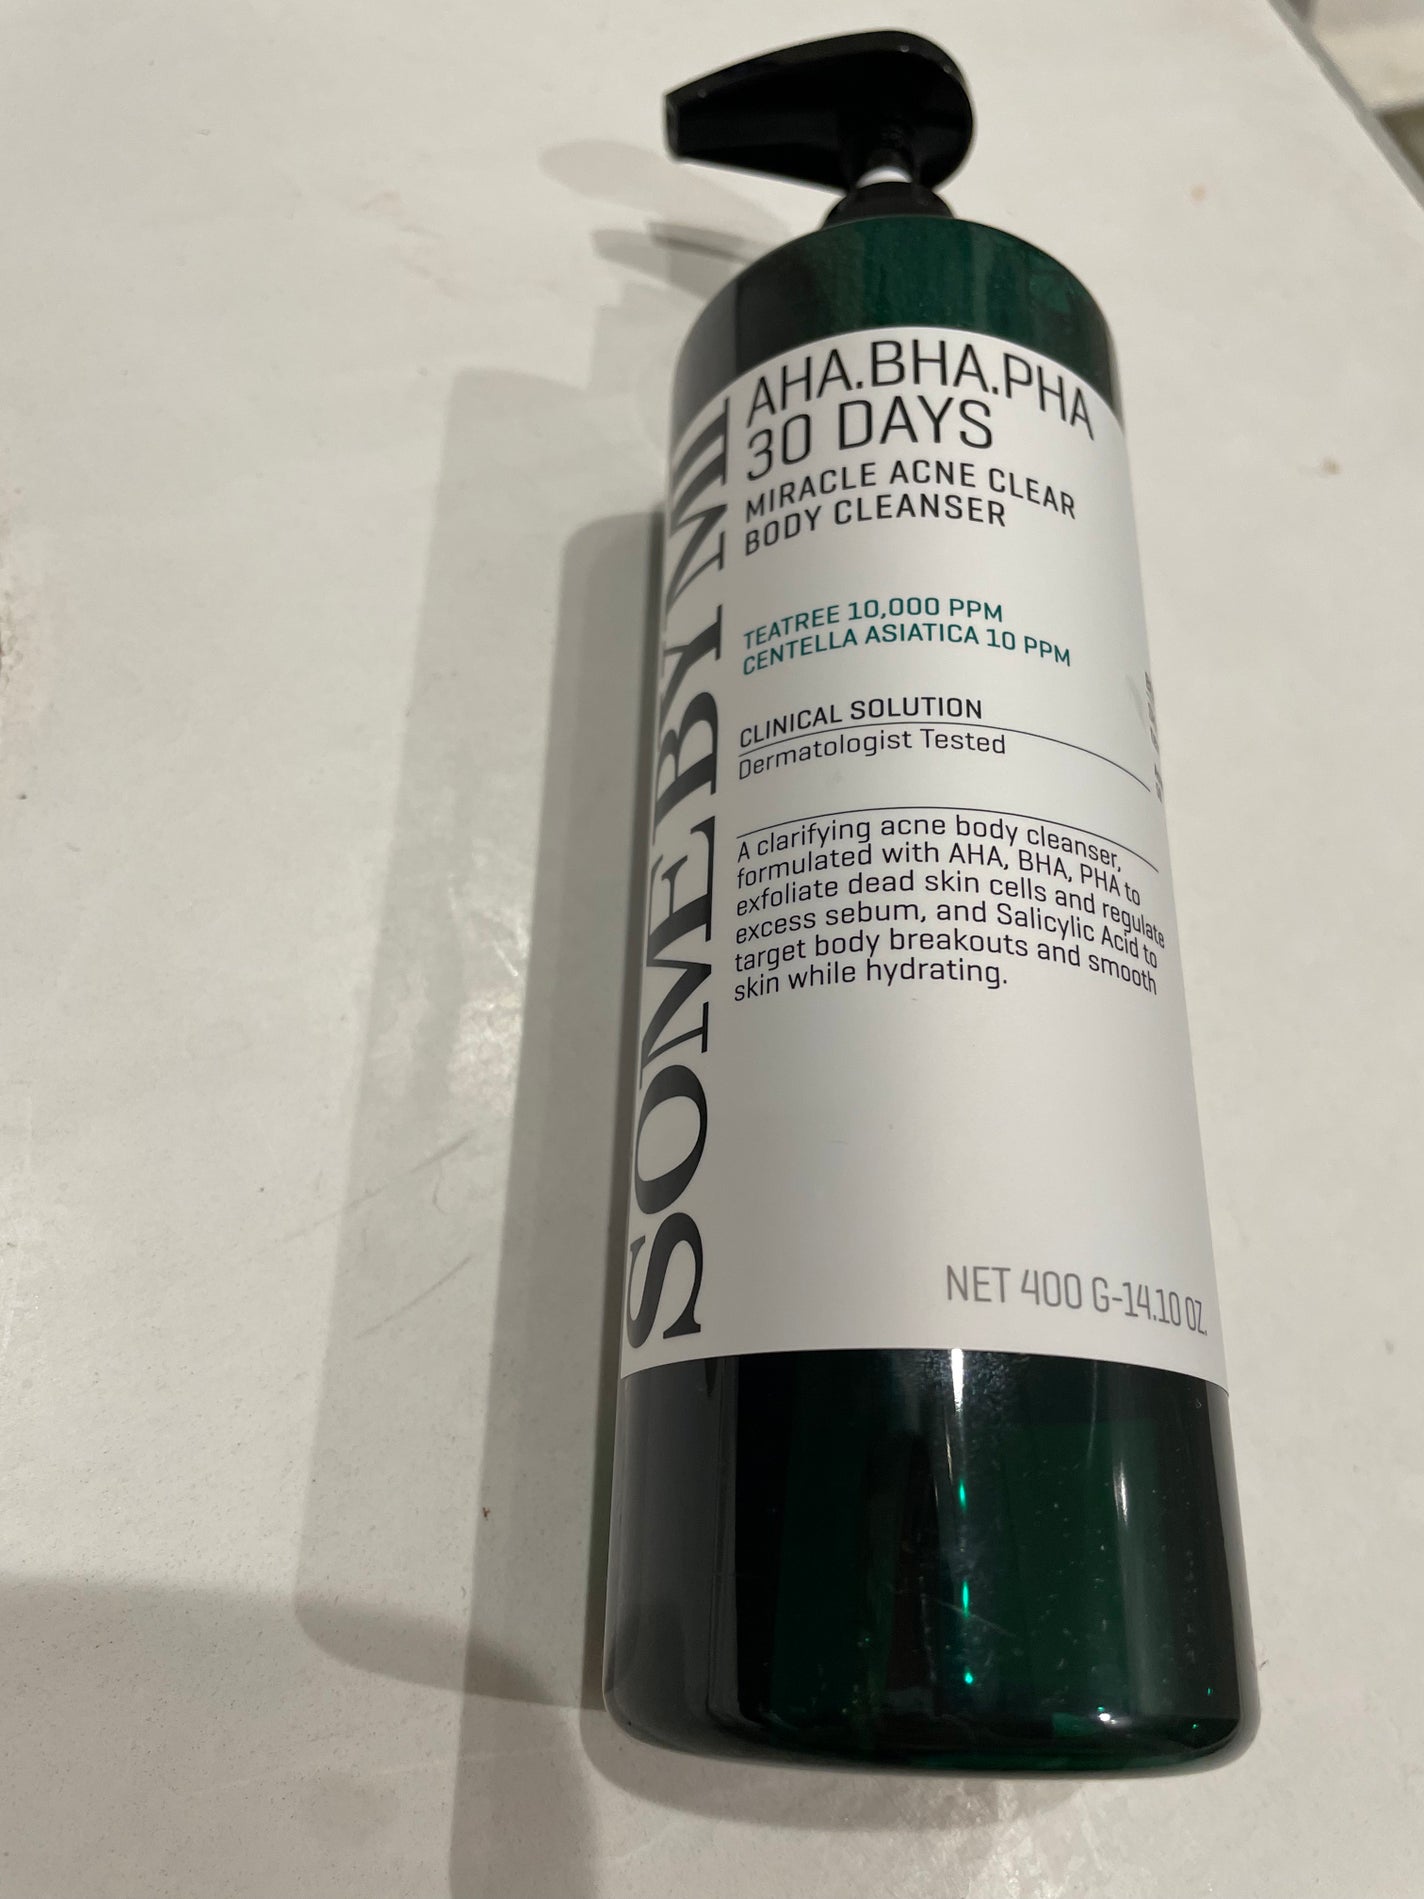 SOME BY MI
AHA.BHA.PHA
30 DAYS
MIRACLE ACNE CLEAR
BODY CLEANSER
TEATREE 10,000 PPM
CENTELLA ASIATICA 10 PPM
CLINICAL SOLUTION
Dermatologist Tested
A clarifying acne body cleanser,
formulated with AHA, BHA, PHA to
exfoliate dead skin cells and regulate
excess sebum, and Salicylic Acid to
target body breakouts and smooth
skin while hydrating.
NET 400 G-14.10 OZ.